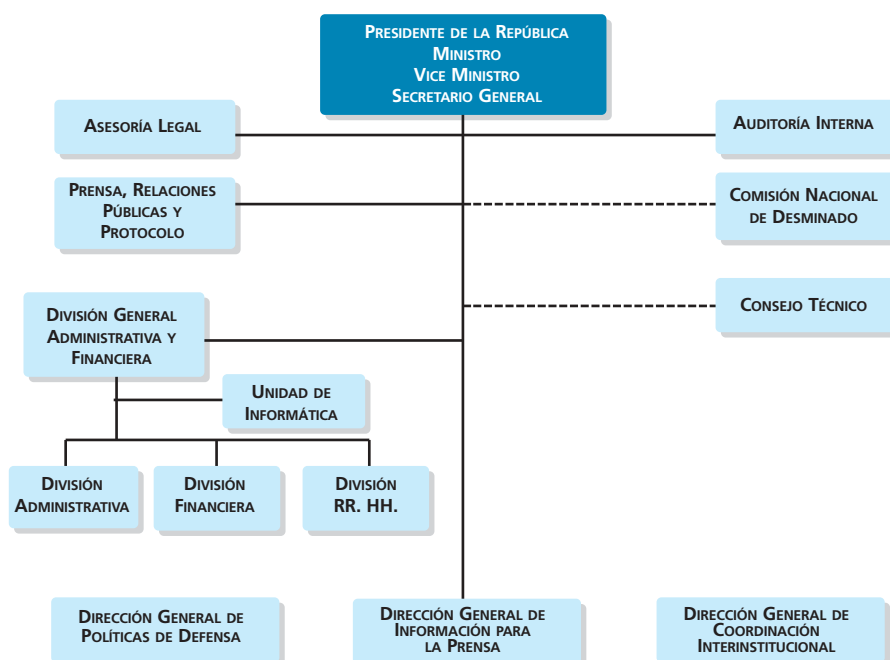 PRESIDENTE DE LA REPÚBLICA
MINISTRO
VICE MINISTRO
SECRETARIO GENERAL
ASESORÍA LEGAL
AUDITORÍA INTERNA
PRENSA, RELACIONES
PÚBLICAS Y
PROTOCOLO
COMISIÓN NACIONAL
DE DESMINADO
CONSEJO TÉCNICO
DIVISIÓN GENERAL
ADMINISTRATIVA Y
FINANCIERA
UNIDAD DE
INFORMÁTICA
DIVISIÓN
ADMINISTRATIVA
DIVISIÓN
FINANCIERA
DIVISIÓN
RR. HH.
DIRECCIÓN GENERAL DE
POLÍTICAS DE DEFENSA
DIRECCIÓN GENERAL DE
INFORMACIÓN PARA
LA PRENSA
DIRECCIÓN GENERAL DE
COORDINACIÓN
INTERINSTITUCIONAL